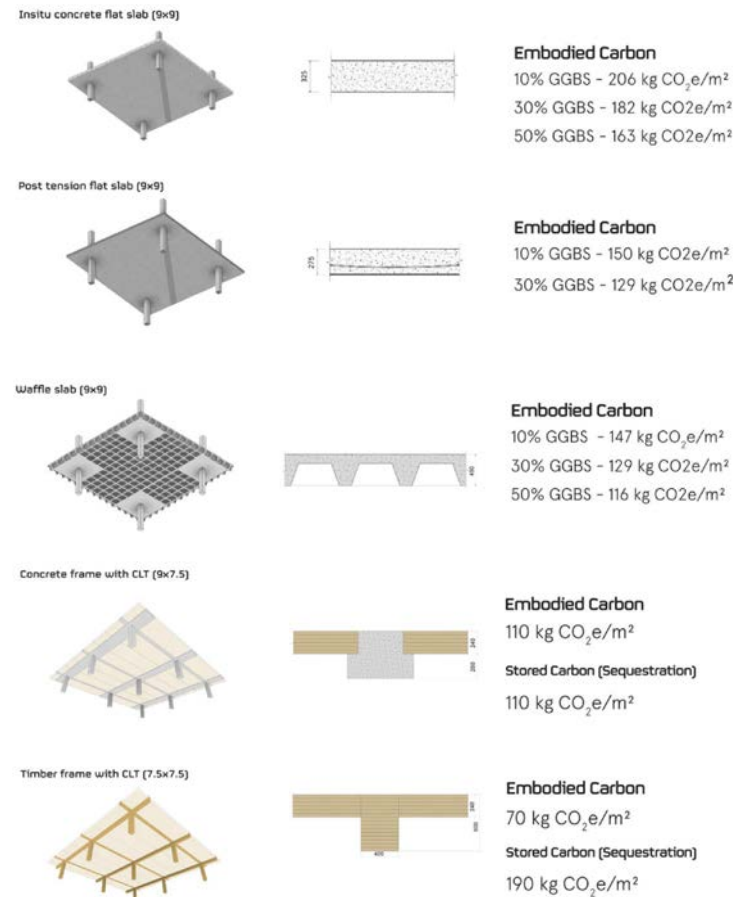 Insitu concrete flat slab (9x9)
325
Embodied Carbon
10% GGBS - 206 kg CO₂e/m²
30% GGBS - 182 kg CO2e/m²
50% GGBS - 163 kg CO2e/m²
Post tension flat slab (9x9)
275
Embodied Carbon
10% GGBS - 150 kg CO2e/m²
30% GGBS - 129 kg CO2e/m²
Waffle slab (9x9)
Embodied Carbon
10% GGBS - 147 kg CO₂e/m²
30% GGBS - 129 kg CO2e/m²
50% GGBS - 116 kg CO2e/m²
Concrete frame with CLT (9x7.5)
240
Embodied Carbon
110 kg CO₂e/m²
Stored Carbon (Sequestration)
110 kg CO₂e/m²
Timber frame with CLT (7.5x7.5)
240
Embodied Carbon
70 kg CO₂e/m²
Stored Carbon (Sequestration)
190 kg CO₂e/m²